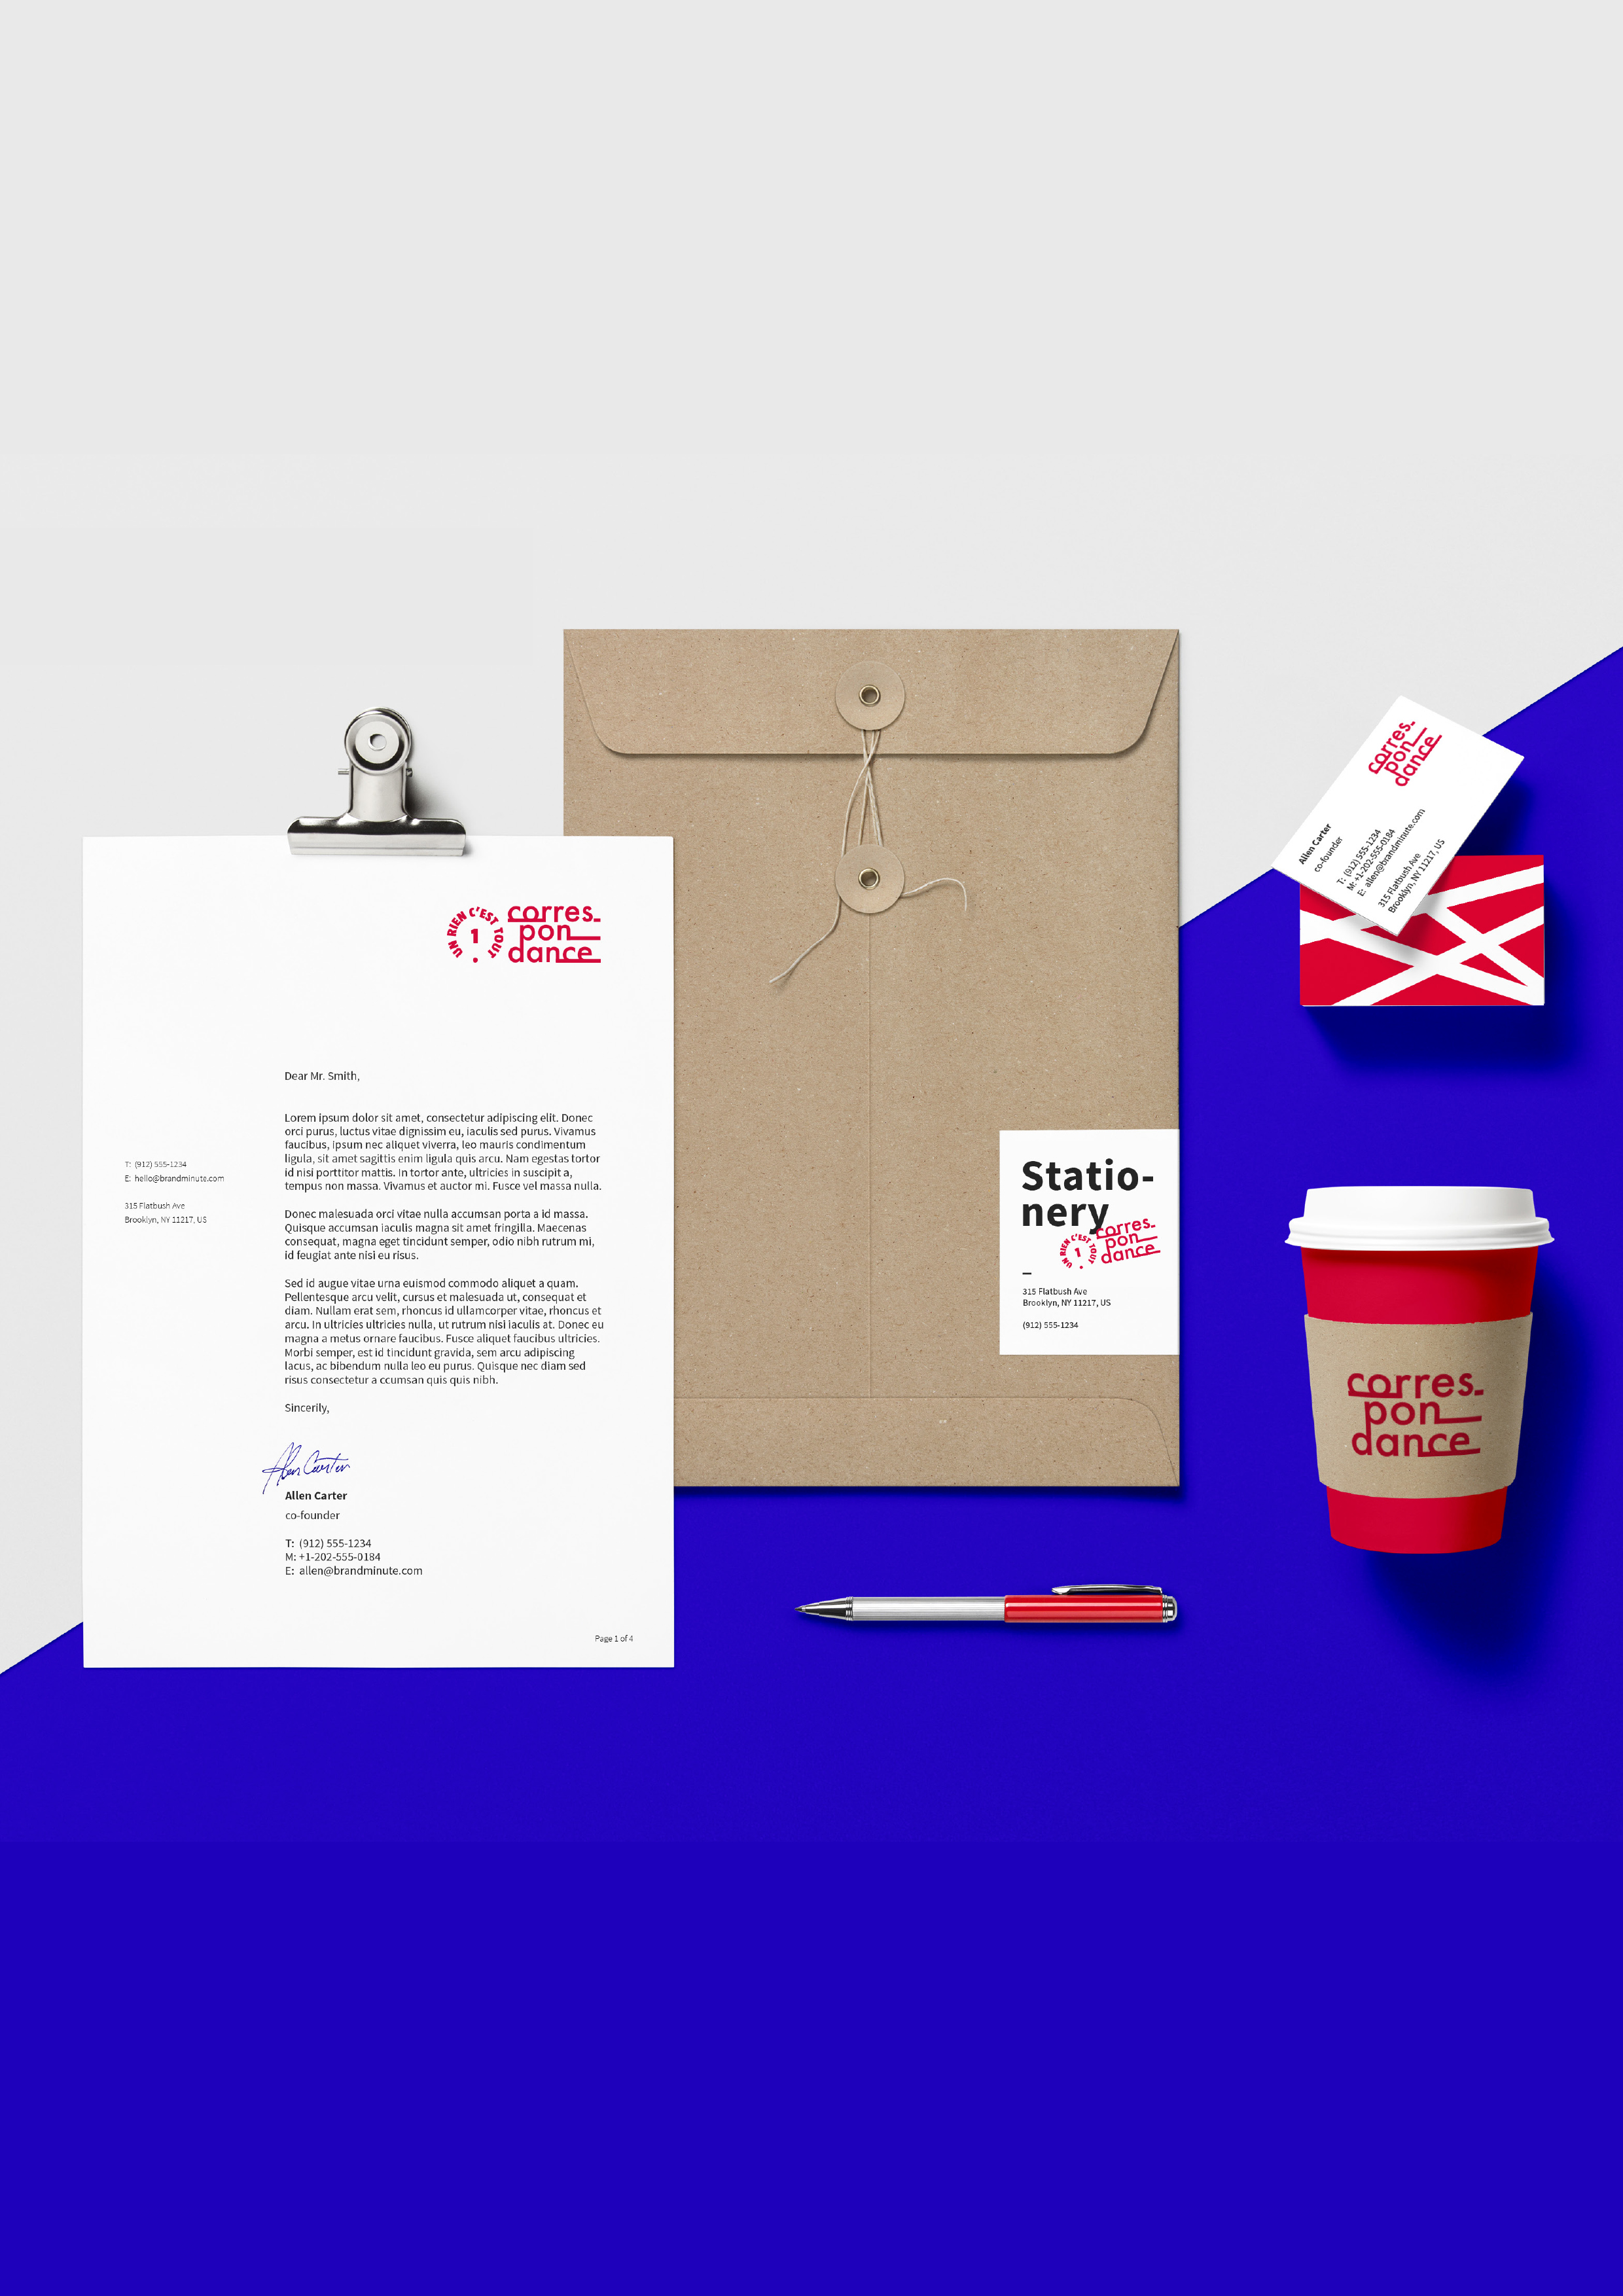 UN RIEN C'EST TOUT
1
corres_
pon_
dance
Dear Mr. Smith,
Lorem ipsum dolor sit amet, consectetur adipiscing elit. Donec
orci purus, luctus vitae dignissim eu, iaculis sed purus. Vivamus
faucibus, ipsum nec aliquet viverra, leo mauris condimentum
ligula, sit amet sagittis enim ligula quis arcu. Nam egestas tortor
id nisi porttitor mattis. In tortor ante, ultricies in suscipit a,
tempus non massa. Vivamus et auctor mi. Fusce vel massa nulla.
Donec malesuada orci vitae nulla accumsan porta a id massa.
Quisque accumsan iaculis magna sit amet fringilla. Maecenas
consequat, magna eget tincidunt semper, odio nibh rutrum mi,
id feugiat ante nisi eu risus.
Sed id augue vitae urna euismod commodo aliquet a quam.
Pellentesque arcu velit, cursus et malesuada ut, consequat et
diam. Nullam erat sem, rhoncus id ullamcorper vitae, rhoncus et
arcu. In ultricies ultricies nulla, ut rutrum nisi iaculis at. Donec eu
magna a metus ornare faucibus. Fusce aliquet faucibus ultricies.
Morbi semper, est id tincidunt gravida, sem arcu adipiscing
lacus, ac bibendum nulla leo eu purus. Quisque nec diam sed
risus consectetur a ccumsan quis quis nibh.
Sincerily,
Allen Carter
Allen Carter
co-founder
T: (912) 555-1234
M: +1-202-555-0184
E: allen@brandminute.com
Page 1 of 4
T: (912) 555-1234
E: hello@brandminute.com
315 Flatbush Ave
Brooklyn, NY 11217, US
Statio-
nery
UN RIEN C'EST TOUT
1
corres_
pon_
dance
315 Flatbush Ave
Brooklyn, NY 11217, US
(912) 555-1234
corres_
pon_
dance
Allen Carter
co-founder
T: (912) 555-1234
M: +1-202-555-0184
E: allen@brandminute.com
315 Flatbush Ave
Brooklyn, NY 11217, US
corres_
pon_
dance